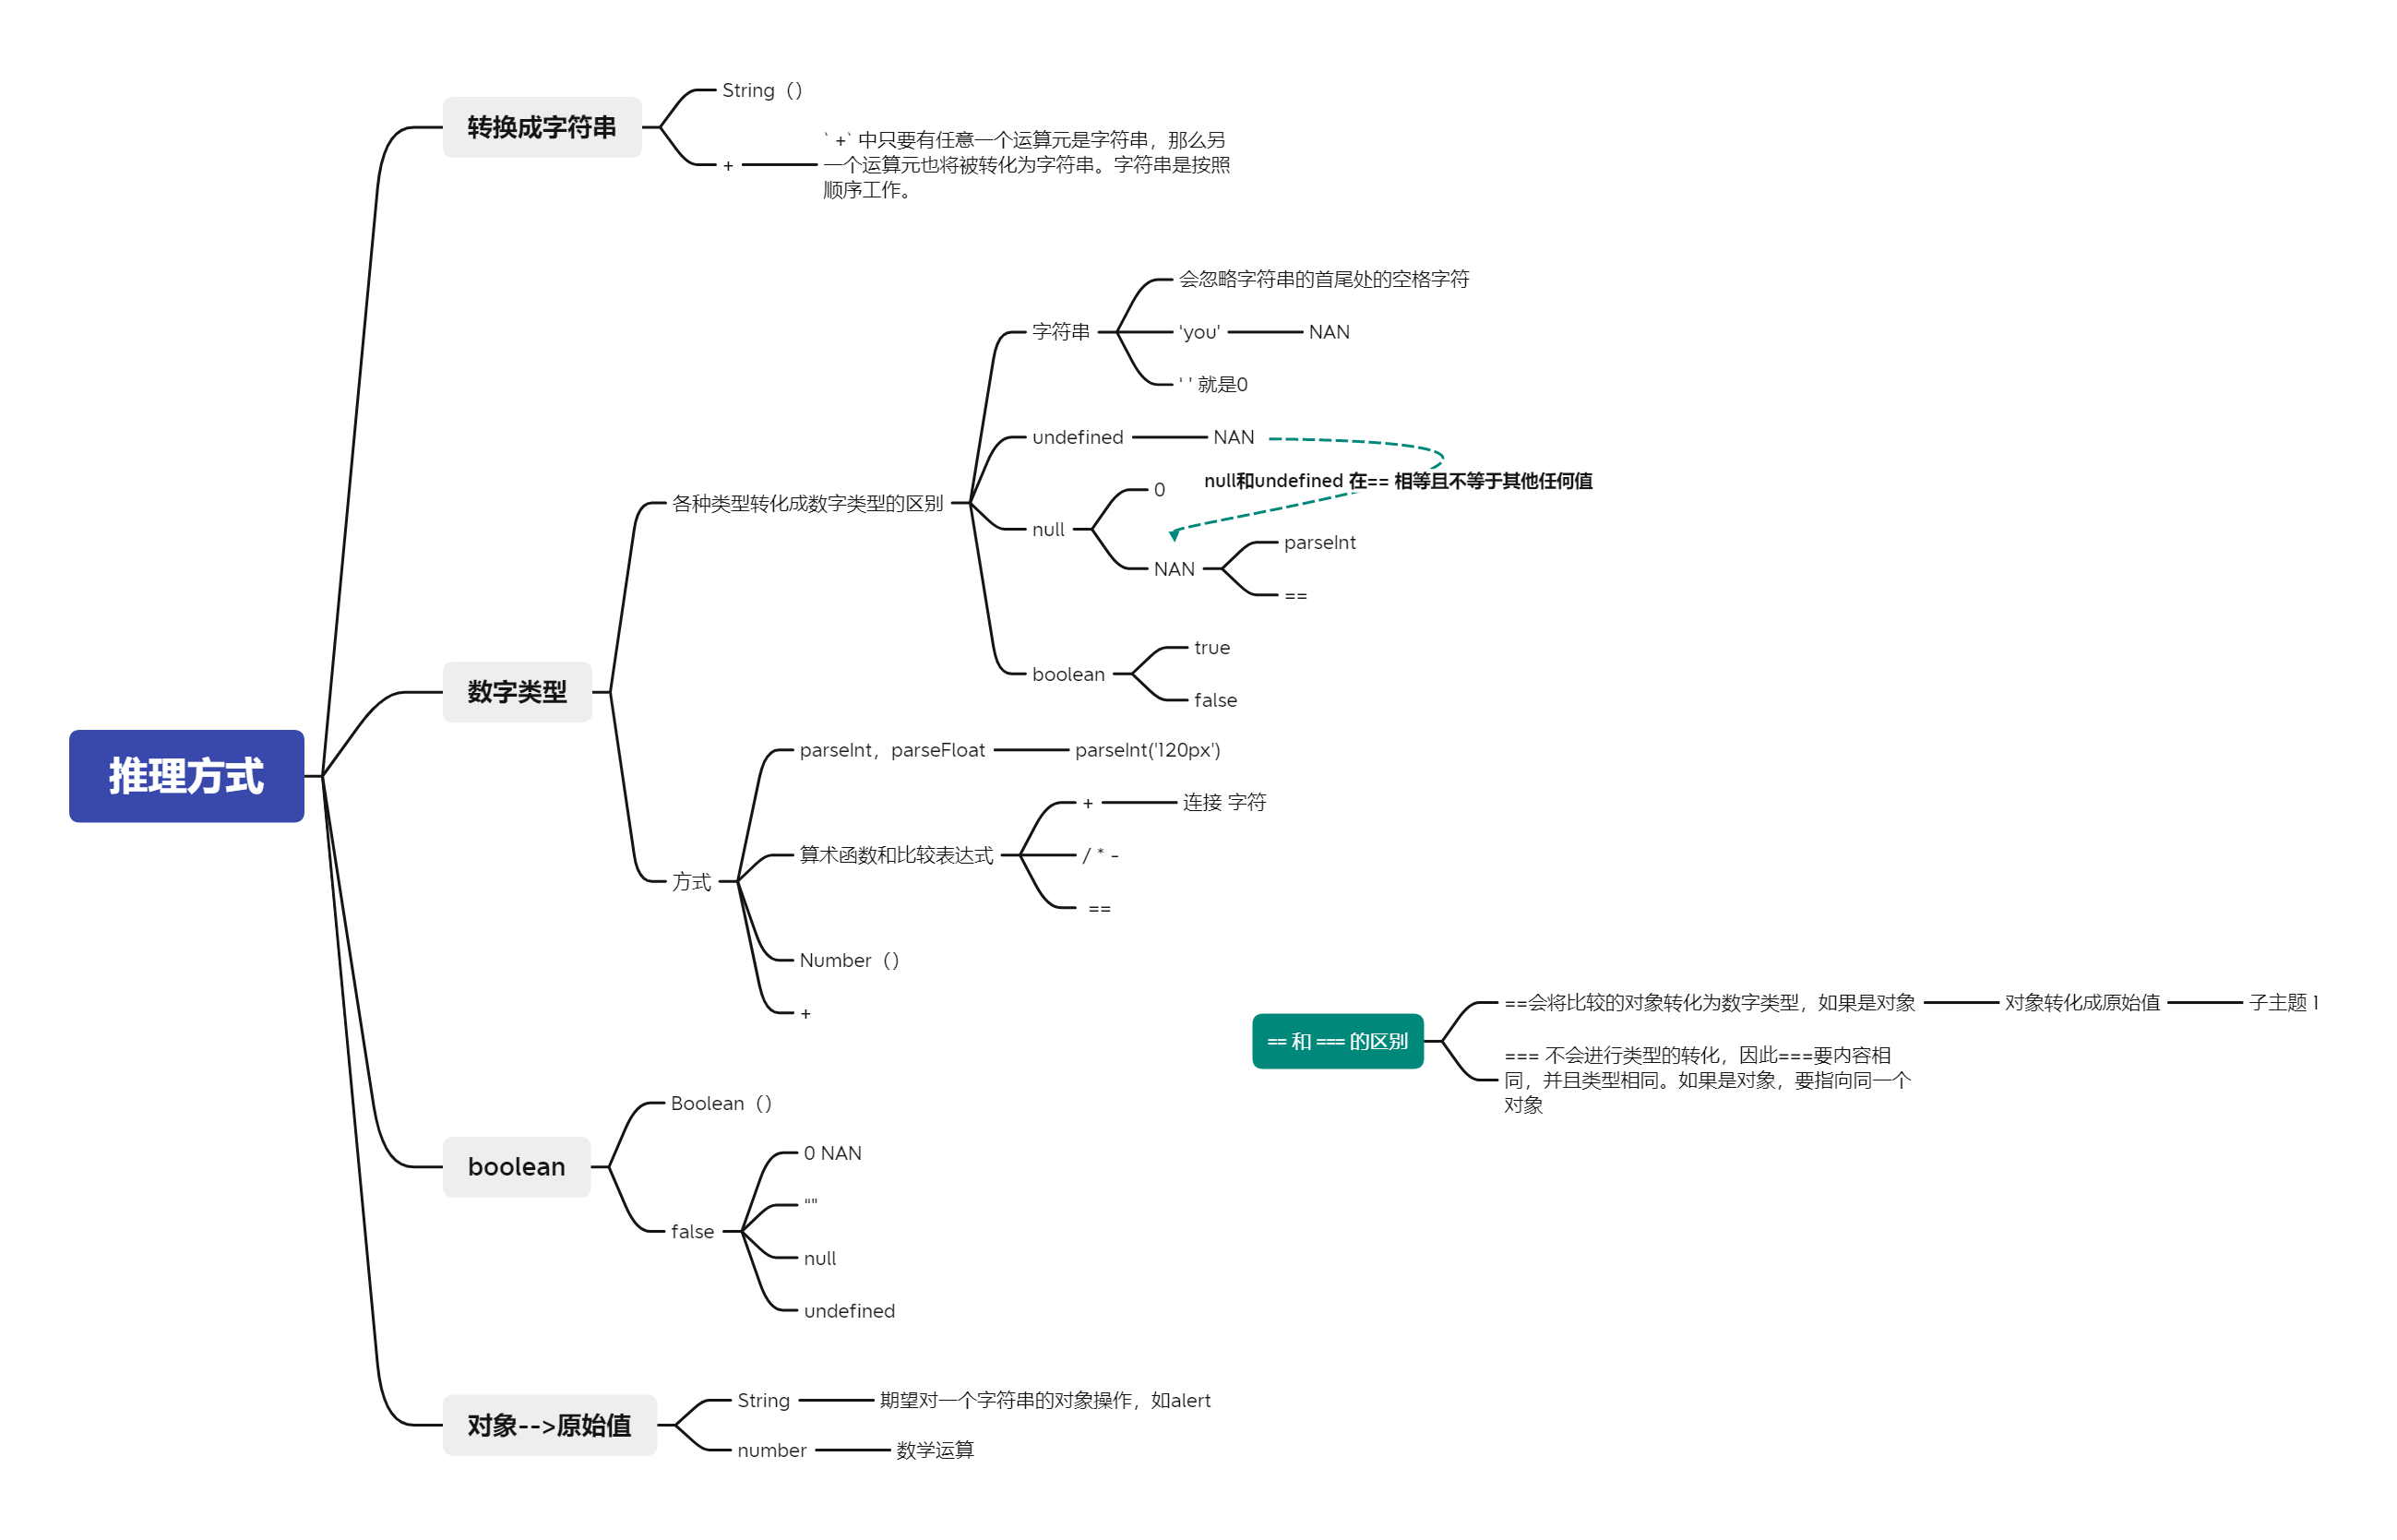 推理方式
转换成字符串
String（）
+
` +` 中只要有任意一个运算元是字符串，那么另
一个运算元也将被转化为字符串。字符串是按照
顺序工作。
数字类型
各种类型转化成数字类型的区别
字符串
会忽略字符串的首尾处的空格字符
'you'
NAN
' ' 就是0
undefined
NAN
null和undefined 在== 相等且不等于其他任何值
null
0
NAN
parseInt
==
boolean
true
false
方式
parseInt，parseFloat
parseInt('120px')
算术函数和比较表达式
+
连接 字符
/ * -
==
Number（）
+
boolean
Boolean（）
false
0 NAN
“"
null
undefined
对象-->原始值
String
期望对一个字符串的对象操作，如alert
number
数学运算
== 和 === 的区别
==会将比较的对象转化为数字类型，如果是对象
对象转化成原始值
子主题 1
=== 不会进行类型的转化，因此===要内容相
同，并且类型相同。如果是对象，要指向同一个
对象